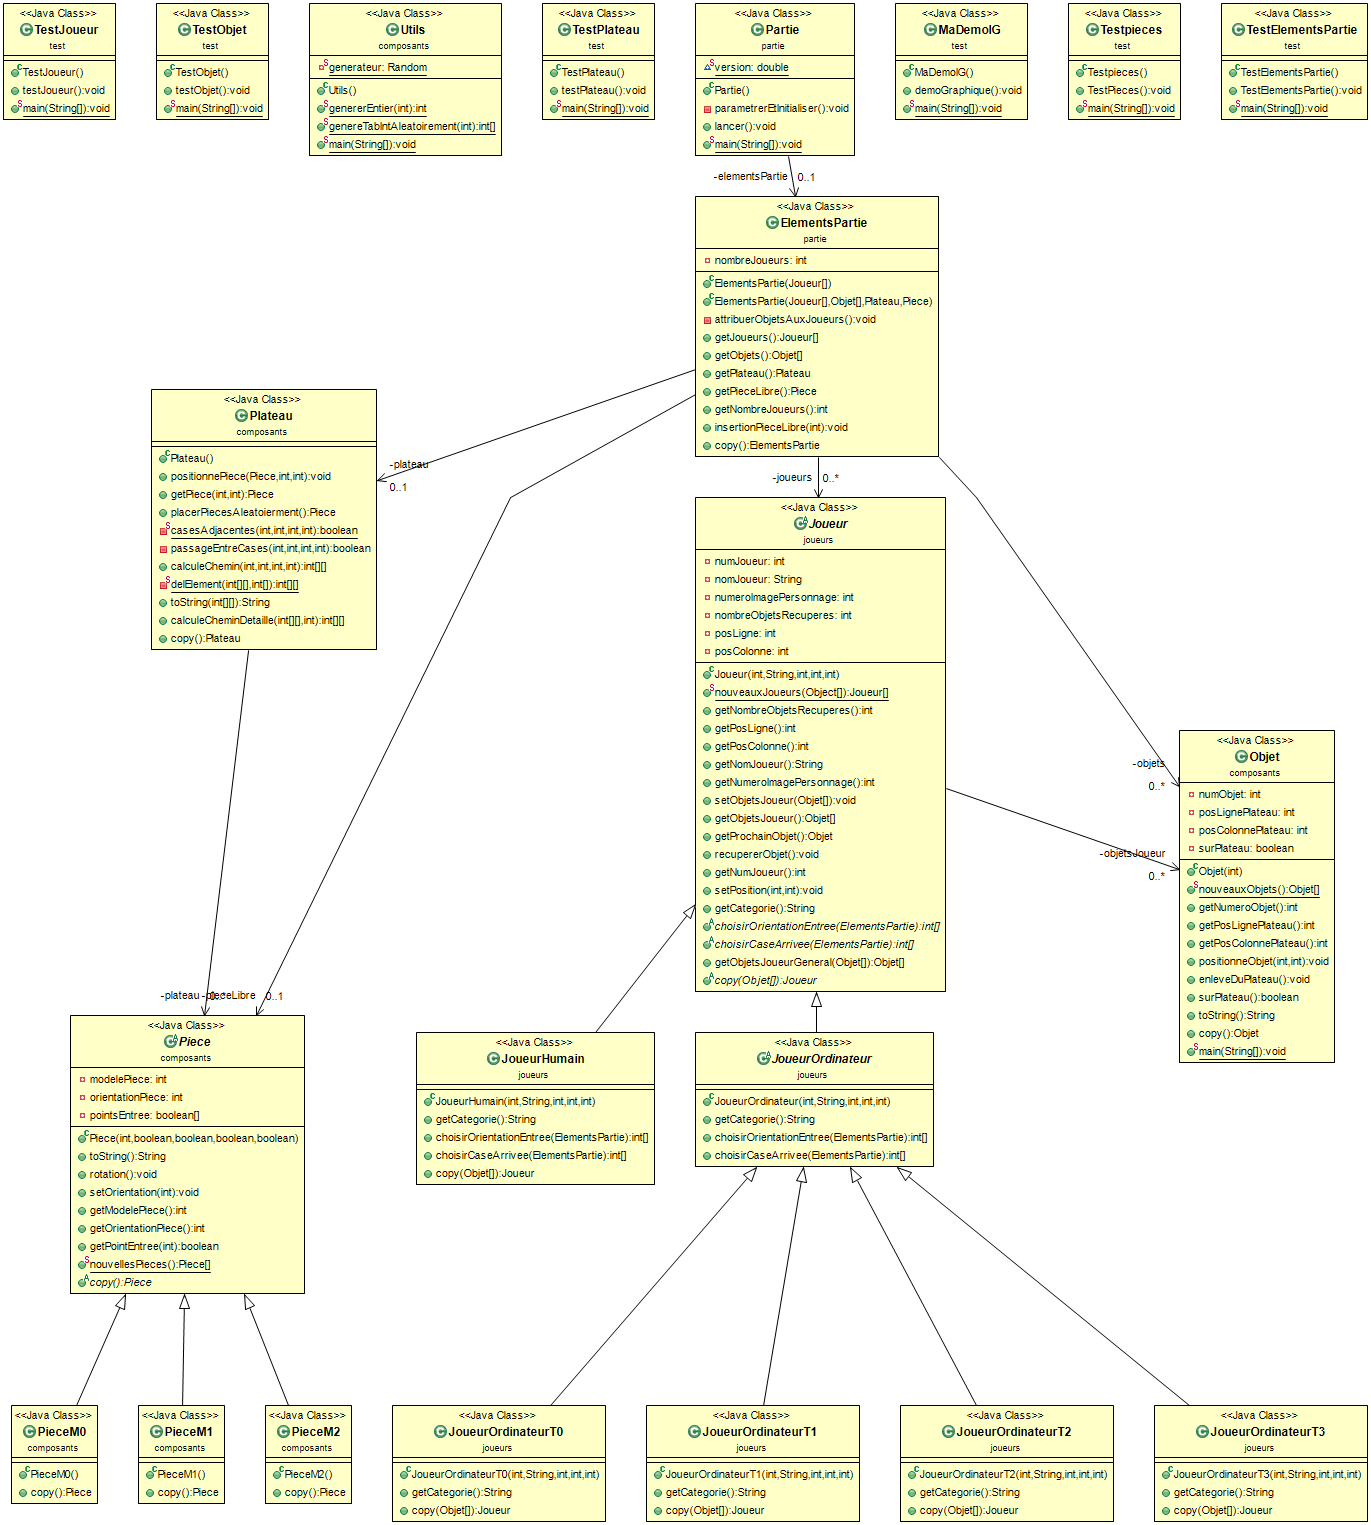 <<Java Class>>
TestJoueur
test
TestJoueur()
testJoueur():void
main(String[]):void
<<Java Class>>
TestObjet
test
TestObjet()
testObjet():void
main(String[]):void
<<Java Class>>
Utils
composants
generateur: Random
Utils()
genererEntier(int):int
genereTabIntAleatoirement(int):int[]
main(String[]):void
<<Java Class>>
TestPlateau
test
TestPlateau()
testPlateau():void
main(String[]):void
<<Java Class>>
Partie
partie
version: double
Partie()
parametrerEtInitialiser():void
lancer():void
main(String[]):void
<<Java Class>>
MaDemoIG
test
MaDemoIG()
demoGraphique():void
main(String[]):void
<<Java Class>>
Testpieces
test
Testpieces()
TestPieces():void
main(String[]):void
<<Java Class>>
TestElementsPartie
test
TestElementsPartie()
TestElementsPartie():void
main(String[]):void
-elementsPartie 0..1
<<Java Class>>
ElementsPartie
partie
nombreJoueurs: int
ElementsPartie(Joueur[])
ElementsPartie(Joueur[],Objet[],Plateau,Piece)
attribuerObjetsAuxJoueurs():void
getJoueurs():Joueur[]
getObjets():Objet[]
getPlateau():Plateau
getPieceLibre():Piece
getNombreJoueurs():int
insertionPieceLibre(int):void
copy():ElementsPartie
<<Java Class>>
Plateau
composants
Plateau()
positionnePiece(Piece,int,int):void
getPiece(int,int):Piece
placerPiecesAleatoierment():Piece
casesAdjacentes(int,int,int,int):boolean
passageEntreCases(int,int,int,int):boolean
calculeChemin(int,int,int,int):int[][]
delElement(int[][],int[]):int[][]
toString(int[][]):String
calculeCheminDetaille(int[][],int):int[][]
copy():Plateau
-plateau
0..1
-joueurs 0..*
<<Java Class>>
Joueur
joueurs
numJoueur: int
nomJoueur: String
numeroImagePersonnage: int
nombreObjetsRecuperes: int
posLigne: int
posColonne: int
Joueur(int,String,int,int,int)
nouveauxJoueurs(Object[]):Joueur[]
getNombreObjetsRecuperes():int
getPosLigne():int
getPosColonne():int
getNomJoueur():String
getNumeroImagePersonnage():int
setObjetsJoueur(Objet[]):void
getObjetsJoueur():Objet[]
getProchainObjet():Objet
recupererObjet():void
getNumJoueur():int
setPosition(int,int):void
getCategorie():String
choisirOrientationEntree(ElementsPartie):int[]
choisirCaseArrivee(ElementsPartie):int[]
getObjetsJoueurGeneral(Objet[]):Objet[]
copy(Objet[]):Joueur
-objets
0..*
-objetsJoueur
0..*
<<Java Class>>
Objet
composants
numObjet: int
posLignePlateau: int
posColonnePlateau: int
surPlateau: boolean
Objet(int)
nouveauxObjets():Objet[]
getNumeroObjet():int
getPosLignePlateau():int
getPosColonnePlateau():int
positionneObjet(int,int):void
enleveDuPlateau():void
surPlateau():boolean
toString():String
copy():Objet
main(String[]):void
-plateau 0..*
-pieceLibre 0..1
<<Java Class>>
Piece
composants
modelePiece: int
orientationPiece: int
pointsEntree: boolean[]
Piece(int,boolean,boolean,boolean,boolean)
toString():String
rotation():void
setOrientation(int):void
getModelePiece():int
getOrientationPiece():int
getPointEntree(int):boolean
nouvellesPieces():Piece[]
copy():Piece
<<Java Class>>
JoueurHumain
joueurs
JoueurHumain(int,String,int,int,int)
getCategorie():String
choisirOrientationEntree(ElementsPartie):int[]
choisirCaseArrivee(ElementsPartie):int[]
copy(Objet[]):Joueur
<<Java Class>>
JoueurOrdinateur
joueurs
JoueurOrdinateur(int,String,int,int,int)
getCategorie():String
choisirOrientationEntree(ElementsPartie):int[]
choisirCaseArrivee(ElementsPartie):int[]
<<Java Class>>
PieceM0
composants
PieceM0()
copy():Piece
<<Java Class>>
PieceM1
composants
PieceM1()
copy():Piece
<<Java Class>>
PieceM2
composants
PieceM2()
copy():Piece
<<Java Class>>
JoueurOrdinateurT0
joueurs
JoueurOrdinateurT0(int,String,int,int,int)
getCategorie():String
copy(Objet[]):Joueur
<<Java Class>>
JoueurOrdinateurT1
joueurs
JoueurOrdinateurT1(int,String,int,int,int)
getCategorie():String
copy(Objet[]):Joueur
<<Java Class>>
JoueurOrdinateurT2
joueurs
JoueurOrdinateurT2(int,String,int,int,int)
getCategorie():String
copy(Objet[]):Joueur
<<Java Class>>
JoueurOrdinateurT3
joueurs
JoueurOrdinateurT3(int,String,int,int,int)
getCategorie():String
copy(Objet[]):Joueur